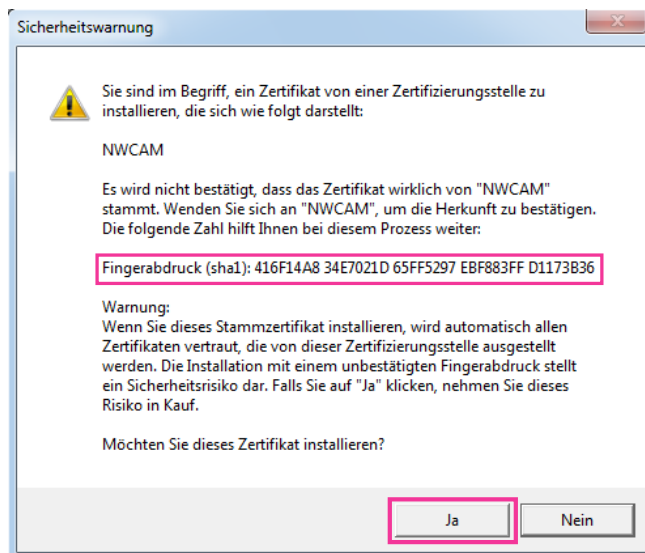 Sicherheitswarnung
Sie sind im Begriff, ein Zertifikat von einer Zertifizierungsstelle zu
installieren, die sich wie folgt darstellt:
NWCAM
Es wird nicht bestätigt, dass das Zertifikat wirklich von "NWCAM"
stammt. Wenden Sie sich an "NWCAM", um die Herkunft zu bestätigen.
Die folgende Zahl hilft Ihnen bei diesem Prozess weiter:
Fingerabdruck (sha1): 416F14A8 34E7021D 65FF5297 EBF883FF D1173B36
Warnung:
Wenn Sie dieses Stammzertifikat installieren, wird automatisch allen
Zertifikaten vertraut, die von dieser Zertifizierungsstelle ausgestellt
werden. Die Installation mit einem unbestätigten Fingerabdruck stellt
ein Sicherheitsrisiko dar. Falls Sie auf "Ja" klicken, nehmen Sie dieses
Risiko in Kauf.
Möchten Sie dieses Zertifikat installieren?
Ja
Nein